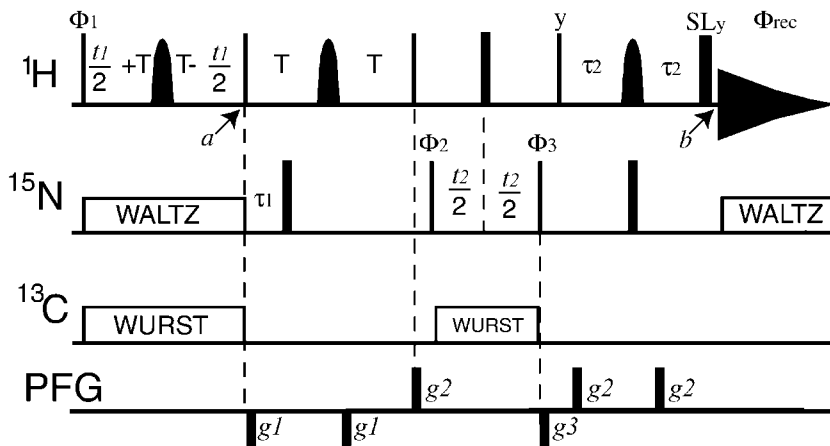 Φ1 y SLy Φrec
1H t1/2 +T T- t1/2 T T τ2 τ2
a b
Φ2 Φ3
15N WALTZ τ1 t2/2 t2/2 WALTZ
13C WURST WURST
PFG g2 g2 g2
g1 g1 g3